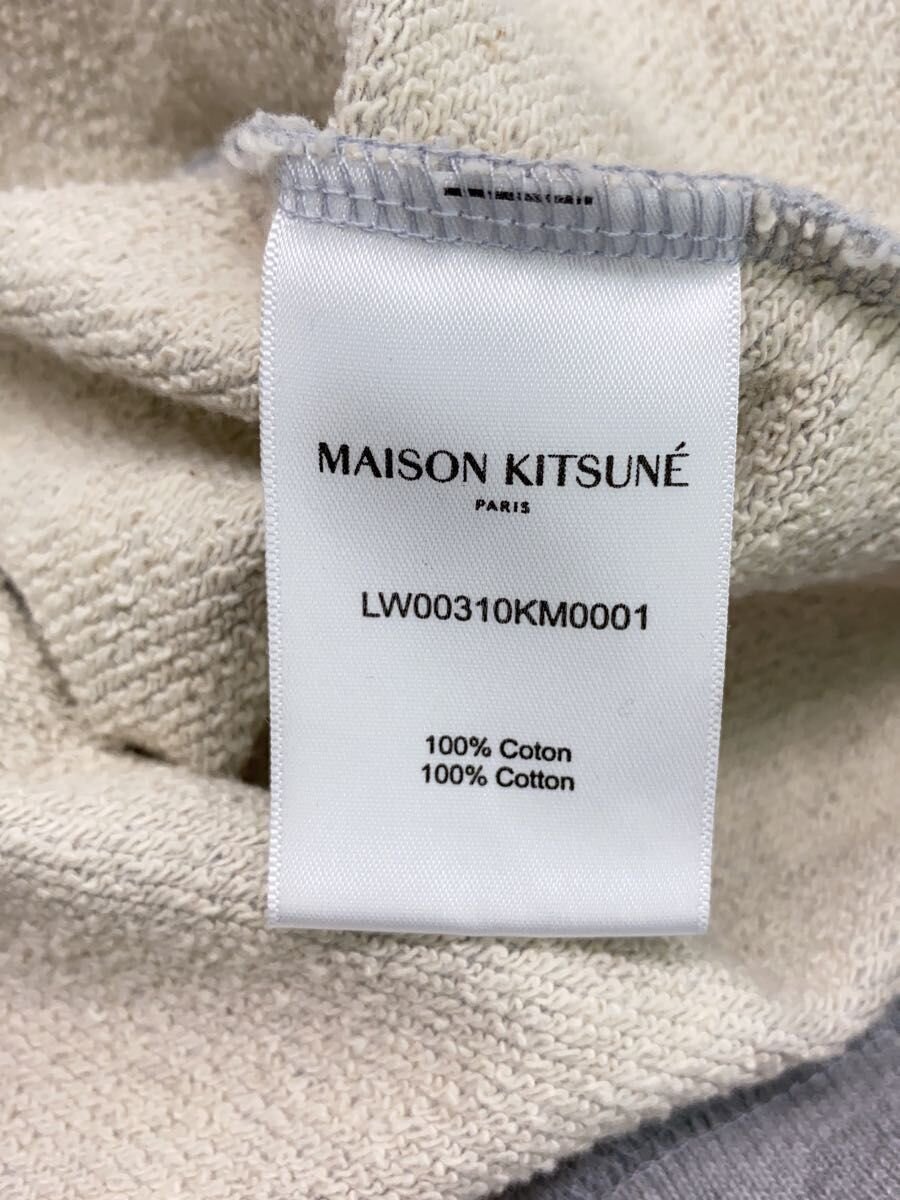 MAISON KITSUNÉ
PARIS
LW00310KM0001
100% Coton
100% Cotton